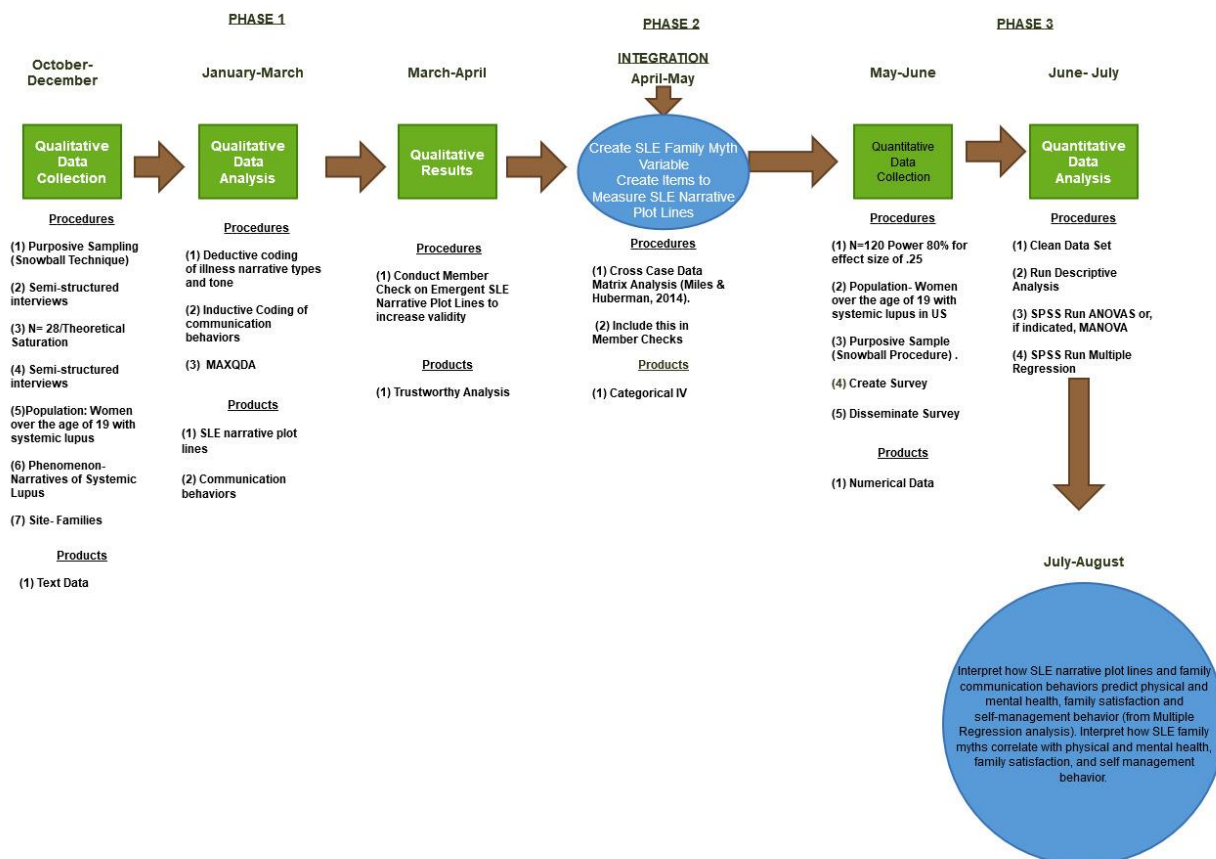 PHASE 1
PHASE 2
PHASE 3
October-
December
January-March
March-April
INTEGRATION
April-May
May-June
June- July
Qualitative
Data
Collection
Qualitative
Data
Analysis
Qualitative
Results
Create SLE Family Myth
Variable
Create Items to
Measure SLE Narrative
Plot Lines
Quantitative
Data
Collection
Quantitative
Data
Analysis
Procedures
(1) Purposive Sampling
(Snowball Technique)
(2) Semi-structured
interviews
(3) N= 28/Theoretical
Saturation
(4) Semi-structured
interviews
(5)Population: Women
over the age of 19 with
systemic lupus
(6) Phenomenon-
Narratives of Systemic
Lupus
(7) Site- Families
Products
(1) Text Data
Procedures
(1) Deductive coding
of illness narrative types
and tone
(2) Inductive Coding of
communication
behaviors
(3) MAXQDA
Products
(1) SLE narrative plot
lines
(2) Communication
behaviors
Procedures
(1) Conduct Member
Check on Emergent SLE
Narrative Plot Lines to
increase validity
Products
(1) Trustworthy Analysis
Procedures
(1) Cross Case Data
Matrix Analysis (Miles &
Huberman, 2014).
(2) Include this in
Member Checks
Products
(1) Categorical IV
Procedures
(1) N=120 Power 80% for
effect size of .25
(2) Population- Women
over the age of 19 with
systemic lupus in US
(3) Purposive Sample
(Snowball Procedure) .
(4) Create Survey
(5) Disseminate Survey
Products
(1) Numerical Data
Procedures
(1) Clean Data Set
(2) Run Descriptive
Analysis
(3) SPSS Run ANOVAS or,
if indicated, MANOVA
(4) SPSS Run Multiple
Regression
July-August
Interpret how SLE narrative plot lines and family
communication behaviors predict physical and
mental health, family satisfaction and
self-management behavior (from Multiple
Regression analysis). Interpret how SLE family
myths correlate with physical and mental health,
family satisfaction, and self management
behavior.